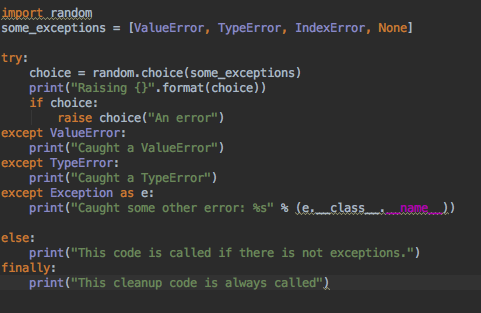 import random
some_exceptions = [ValueError, TypeError, IndexError, None]
try:
choice = random.choice(some_exceptions)
print("Raising {}".format(choice))
if choice:
raise choice("An error")
except ValueError:
print("Caught a ValueError")
except TypeError:
print("Caught a TypeError")
except Exception as e:
print("Caught some other error: %s" % (e.__class__.__name__))
else:
print("This code is called if there is not exceptions.")
finally:
print("This cleanup code is always called")